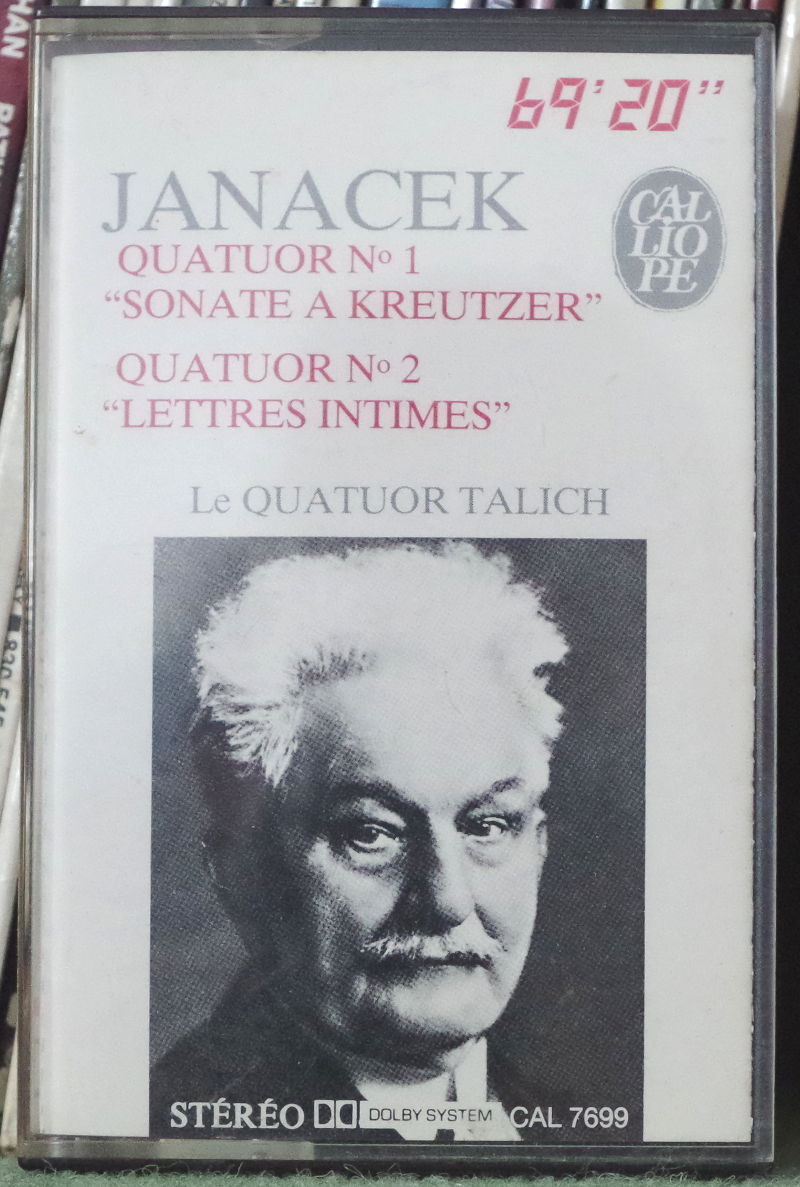 69'20"
JANACEK
CAL
LIO
PE
QUATUOR Nº 1
“SONATE A KREUTZER”
QUATUOR Nº 2
“LETTRES INTIMES”
Le QUATUOR TALICH
STÉRÉO DOLBY SYSTEM CAL 7699